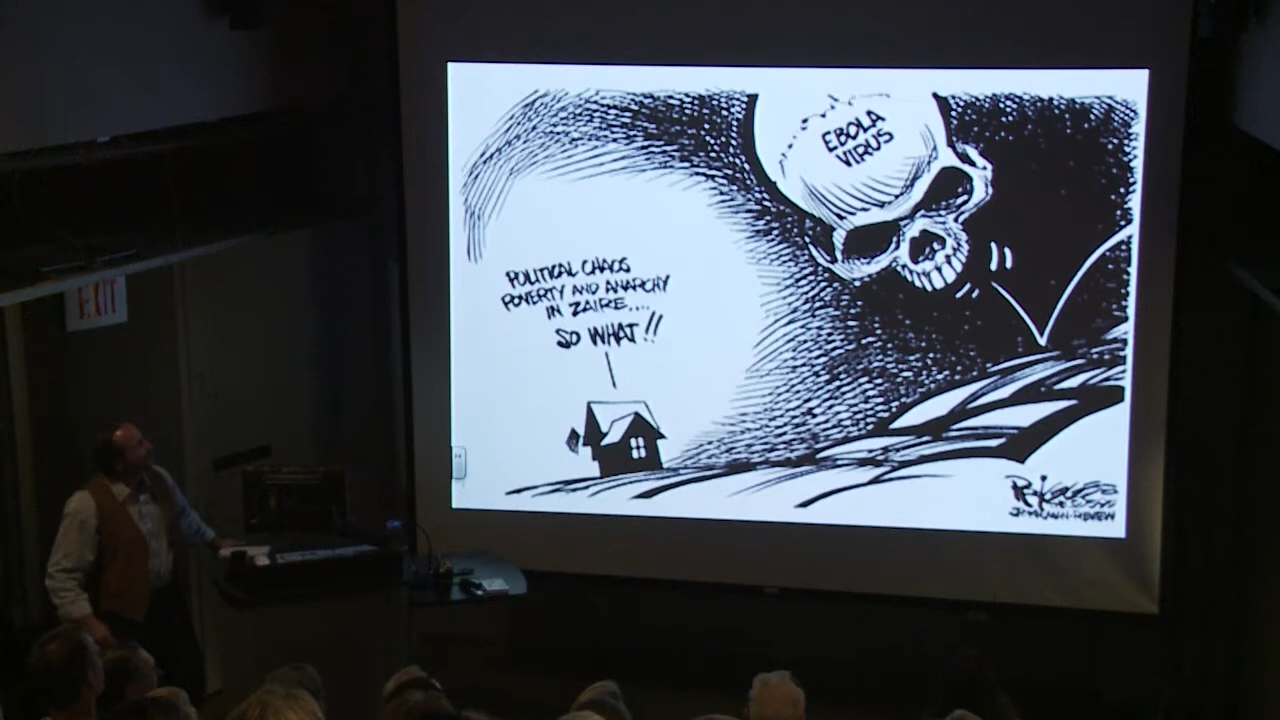 EXIT
EBOLA
VIRUS
POLITICAL CHAOS
POVERTY AND ANARCHY
IN ZAIRE....
SO WHAT!!